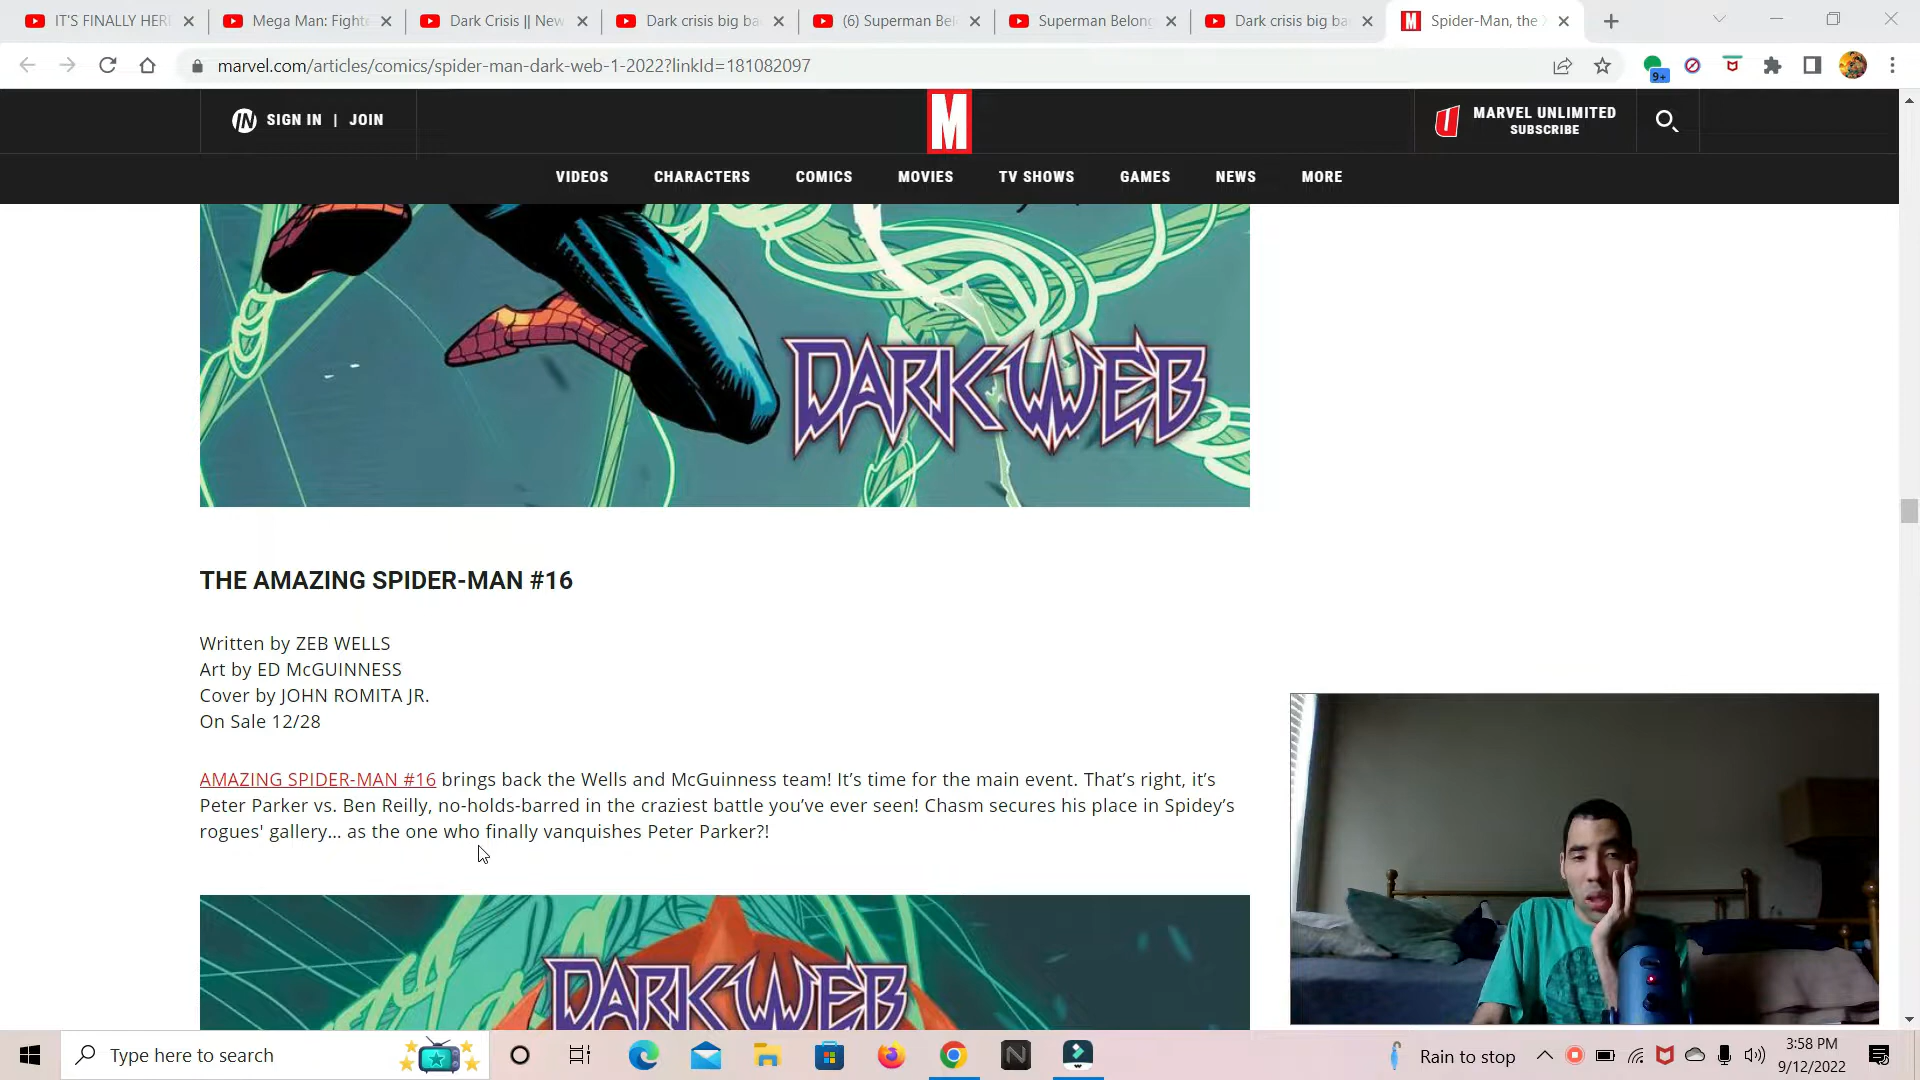 IT'S FINALLY HERE
Mega Man: Fighte
Dark Crisis || New
Dark crisis big ba
(6) Superman Bel
Superman Belong
Dark crisis big ba
M
Spider-Man, the X
marvel.com/articles/comics/spider-man-dark-web-1-2022?linkId=181082097
9+
IN SIGN IN | JOIN
M
U MARVEL UNLIMITED
SUBSCRIBE
VIDEOS CHARACTERS COMICS MOVIES TV SHOWS GAMES NEWS MORE
DARK WEB
THE AMAZING SPIDER-MAN #16
Written by ZEB WELLS
Art by ED McGUINNESS
Cover by JOHN ROMITA JR.
On Sale 12/28
AMAZING SPIDER-MAN #16 brings back the Wells and McGuinness team! It’s time for the main event. That’s right, it’s
Peter Parker vs. Ben Reilly, no-holds-barred in the craziest battle you’ve ever seen! Chasm secures his place in Spidey’s
rogues' gallery... as the one who finally vanquishes Peter Parker?!
DARK WEB
Type here to search
N
Rain to stop
3:58 PM
9/12/2022